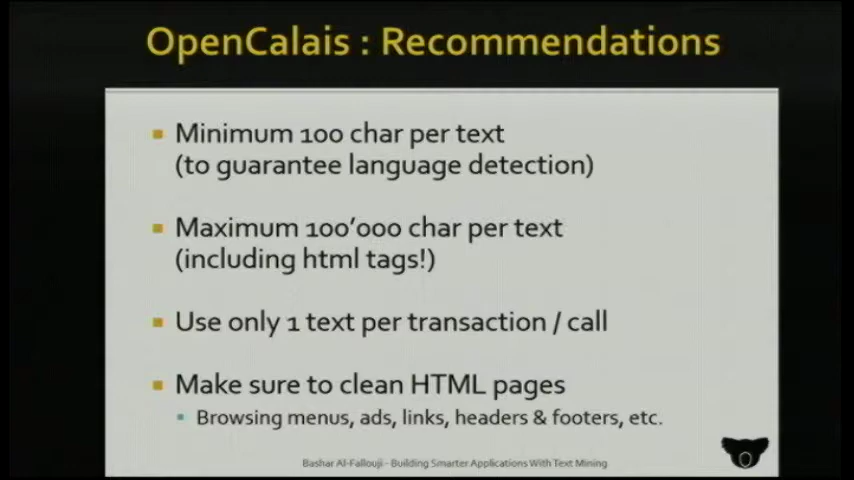 OpenCalais : Recommendations
Minimum 100 char per text
(to guarantee language detection)
Maximum 100'000 char per text
(including html tags!)
Use only 1 text per transaction / call
Make sure to clean HTML pages
Browsing menus, ads, links, headers & footers, etc.
Bashar Al-Fallouji - Building Smarter Applications With Text Mining